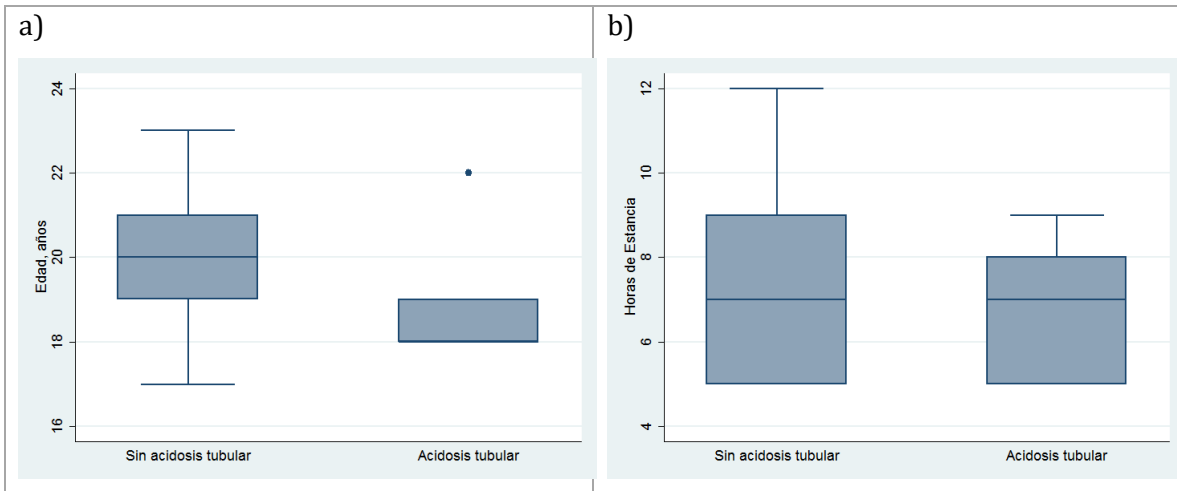 a)
24
22
20
18
16
Edad, años
Sin acidosis tubular Acidosis tubular
b)
12
10
8
6
4
Horas de Estancia
Sin acidosis tubular Acidosis tubular